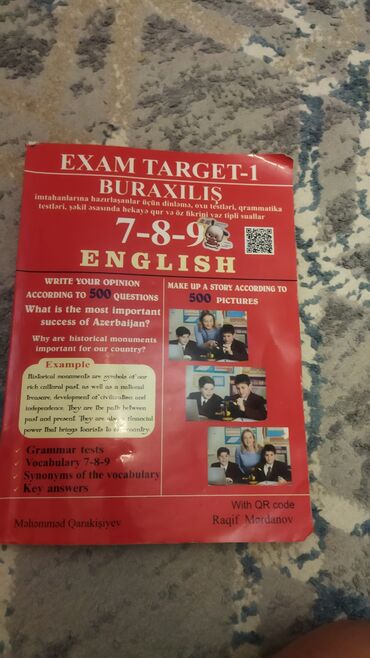 EXAM TARGET-1
BURAXILIŞ
imtahanlarına hazırlaşanlar üçün dinləmə, oxu testləri, qrammatika
testləri, şəkil əsasında hekayə qur və öz fikrini yaz tipli suallar
7-8-9
ENGLISH
WRITE YOUR OPINION
ACCORDING TO 500 QUESTIONS
What is the most important
success of Azerbaijan?
Why are historical monuments
important for our country?
Example
Historical monuments are symbols of our
rich cultural past, as well as a national
treasure, development of civilization and
independence. They are the path between
past and present. They are also a financial
power that brings tourists to our country.
Grammar tests
Vocabulary 7-8-9
Synonyms of the vocabulary
Key answers
Məhəmməd Qarakişiyev
MAKE UP A STORY ACCORDING TO
500 PICTURES
With QR code
Raqif Mərdanov